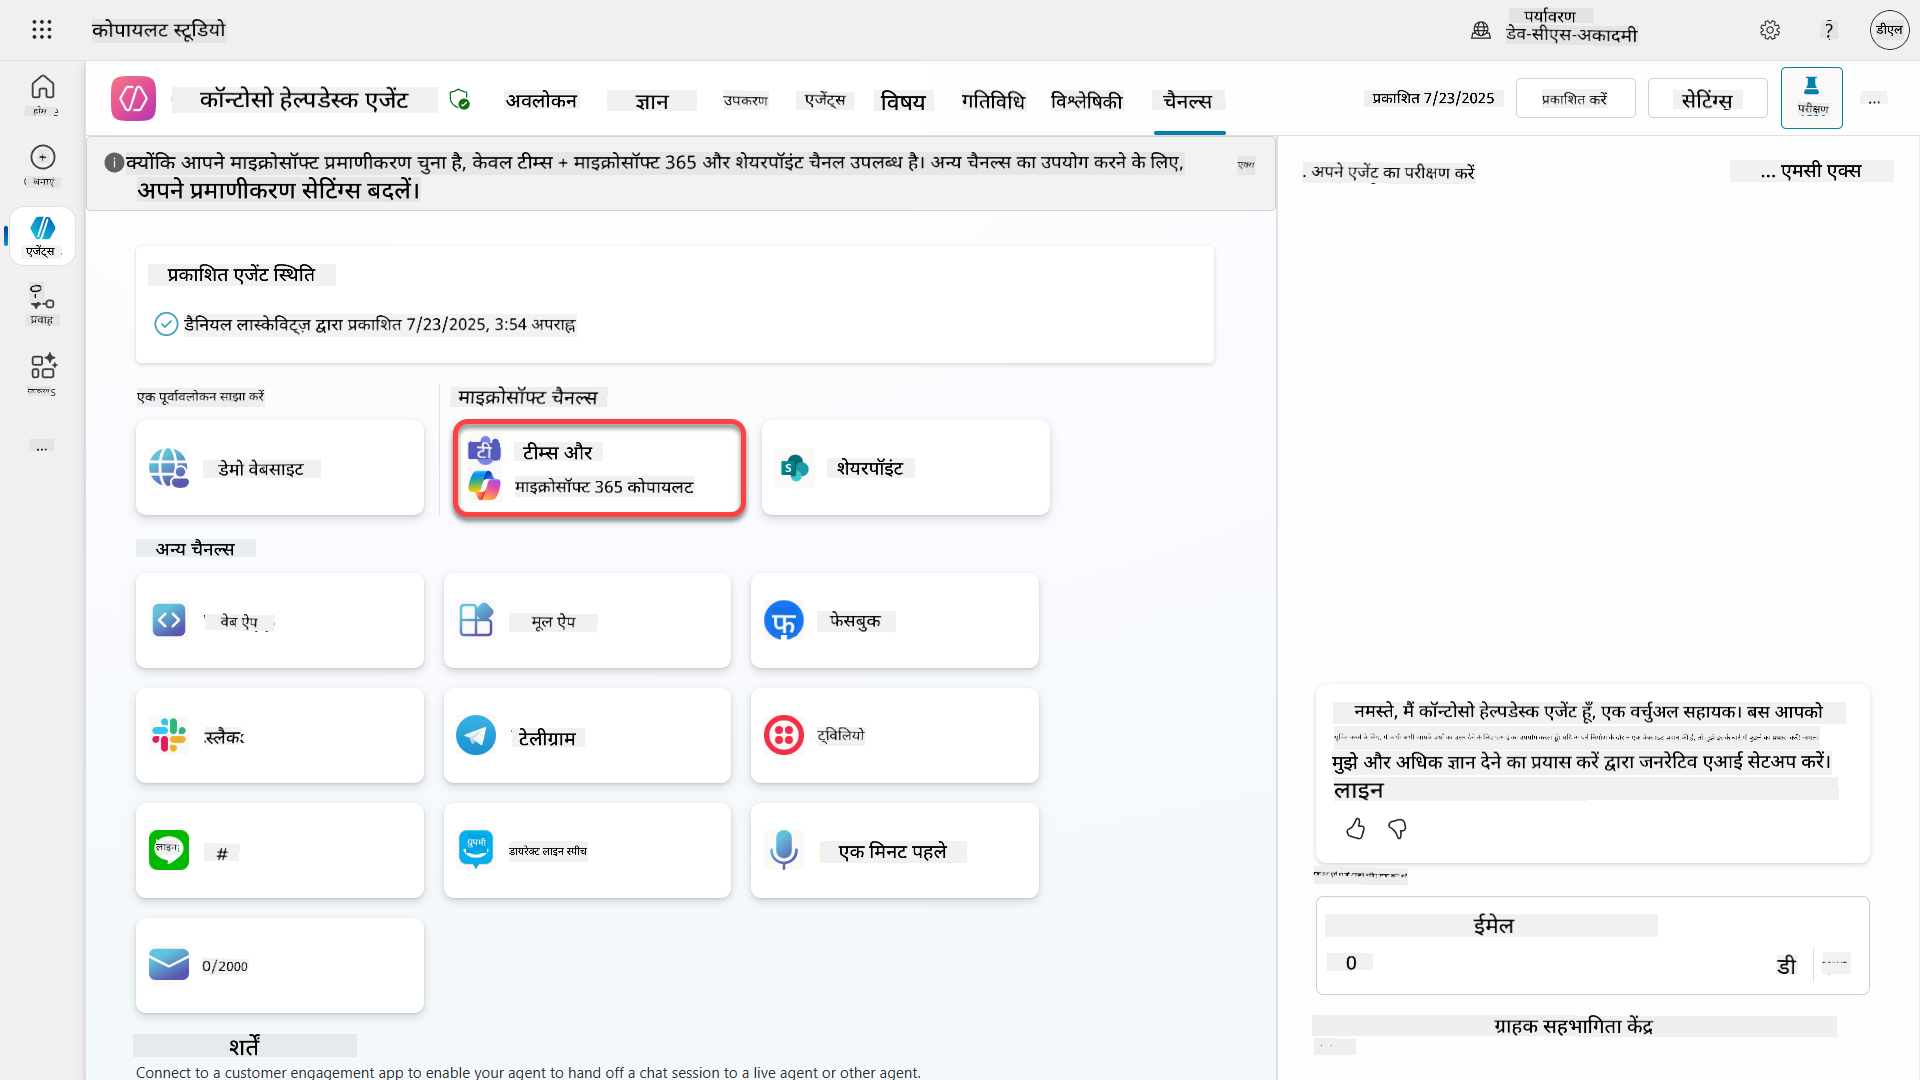 कोपायलट स्टूडियो
पर्यावरण
डेव-सीएस-अकादमी
?
डीएल
होम
बनाएं
एजेंट्स
प्रवाह
...
कॉन्टोसो हेल्पडेस्क एजेंट
अवलोकन
ज्ञान
उपकरण
एजेंट्स
विषय
गतिविधि
विश्लेषिकी
चैनल्स
प्रकाशित 7/23/2025
प्रकाशित करें
सेटिंग्स
परीक्षण
...
क्योंकि आपने माइक्रोसॉफ्ट प्रमाणीकरण चुना है, केवल टीम्स + माइक्रोसॉफ्ट 365 और शेयरपॉइंट चैनल उपलब्ध है। अन्य चैनल्स का उपयोग करने के लिए,
अपने प्रमाणीकरण सेटिंग्स बदलें।
एक्स
प्रकाशित एजेंट स्थिति
डैनियल लास्केविट्ज़ द्वारा प्रकाशित 7/23/2025, 3:54 अपराह्न
एक पूर्वावलोकन साझा करें
माइक्रोसॉफ्ट चैनल्स
डेमो वेबसाइट
टी
टीम्स और
माइक्रोसॉफ्ट 365 कोपायलट
S
शेयरपॉइंट
अन्य चैनल्स
वेब ऐप
मूल ऐप
फ़
फेसबुक
स्लैक
टेलीग्राम
ट्विलियो
लाइन
#
ग्रुपमी
डायरेक्ट लाइन स्पीच
एक मिनट पहले
0/2000
शर्तें
Connect to a customer engagement app to enable your agent to hand off a chat session to a live agent or other agent.
. अपने एजेंट का परीक्षण करें
... एमसी एक्स
नमस्ते, मैं कॉन्टोसो हेल्पडेस्क एजेंट हूँ, एक वर्चुअल सहायक। बस आपको
मुझे और अधिक ज्ञान देने का प्रयास करें द्वारा जनरेटिव एआई सेटअप करें।
लाइन
ईमेल
0
डी
ग्राहक सहभागिता केंद्र